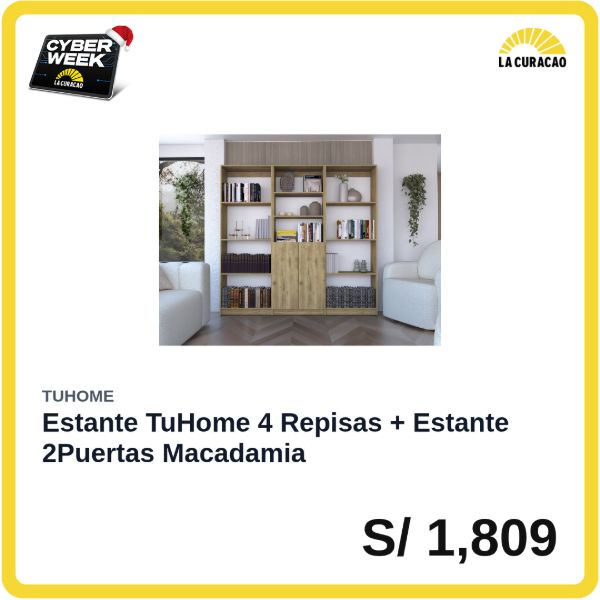 CYBER
WEEK
LA CURACAO
LA CURACAO
TUHOME
Estante TuHome 4 Repisas + Estante
2Puertas Macadamia
S/ 1,809